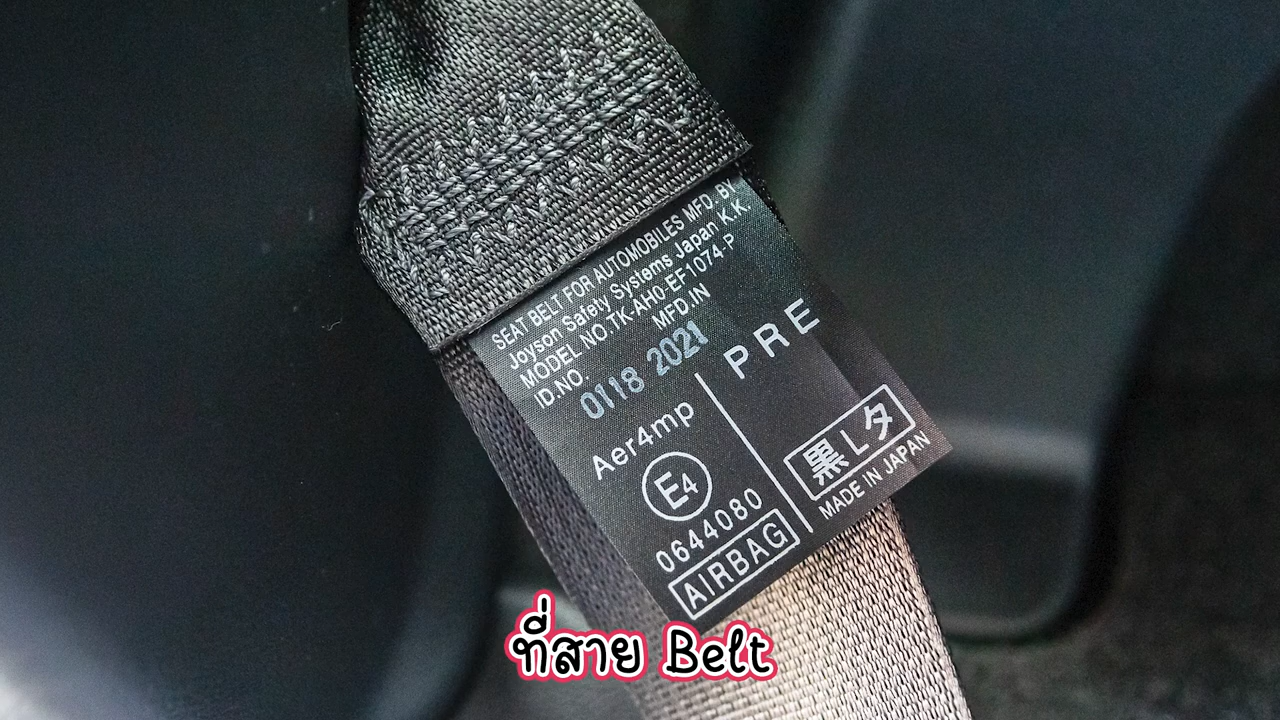 SEAT BELT FOR AUTOMOBILES MFD. BY
Joyson Safety Systems Japan K.K.
MODEL NO.TK-AH0-EF1074-P
ID.NO. MFD.IN
0118 2021
Aer4mp
E4
0644080
AIRBAG
PRE
黒Lタ
MADE IN JAPAN
ที่สาย Belt